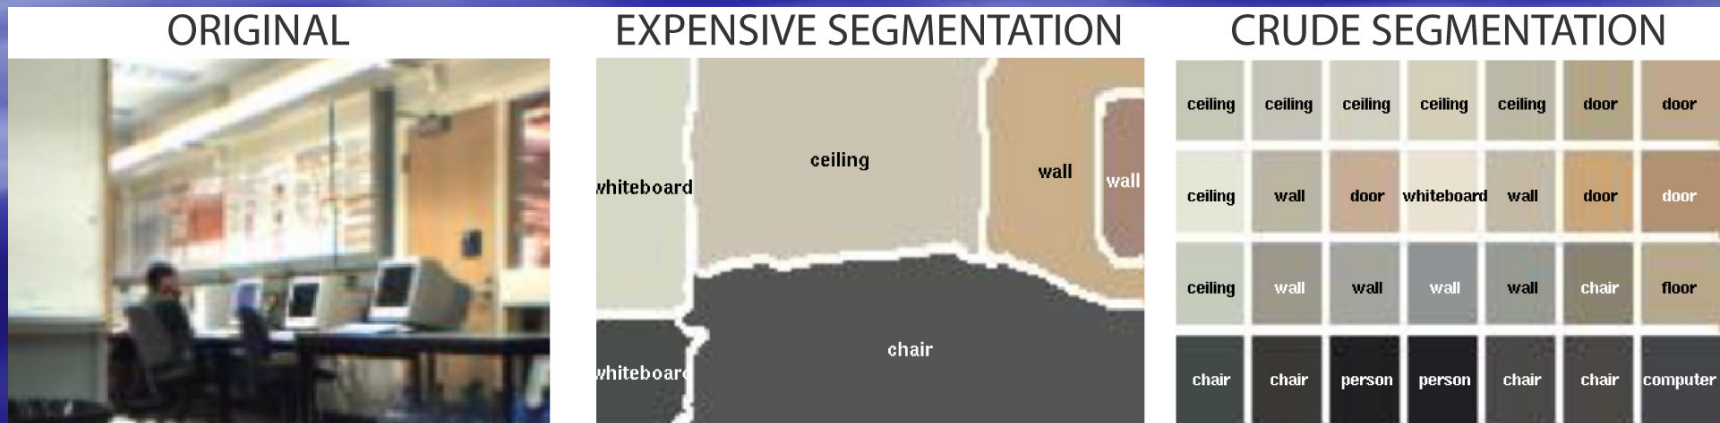 ORIGINAL
EXPENSIVE SEGMENTATION
CRUDE SEGMENTATION
whiteboard
ceiling
wall
wall
whiteboard
chair
ceiling ceiling ceiling ceiling ceiling door door
ceiling wall door whiteboard wall door door
ceiling wall wall wall wall chair floor
chair chair person person chair chair computer